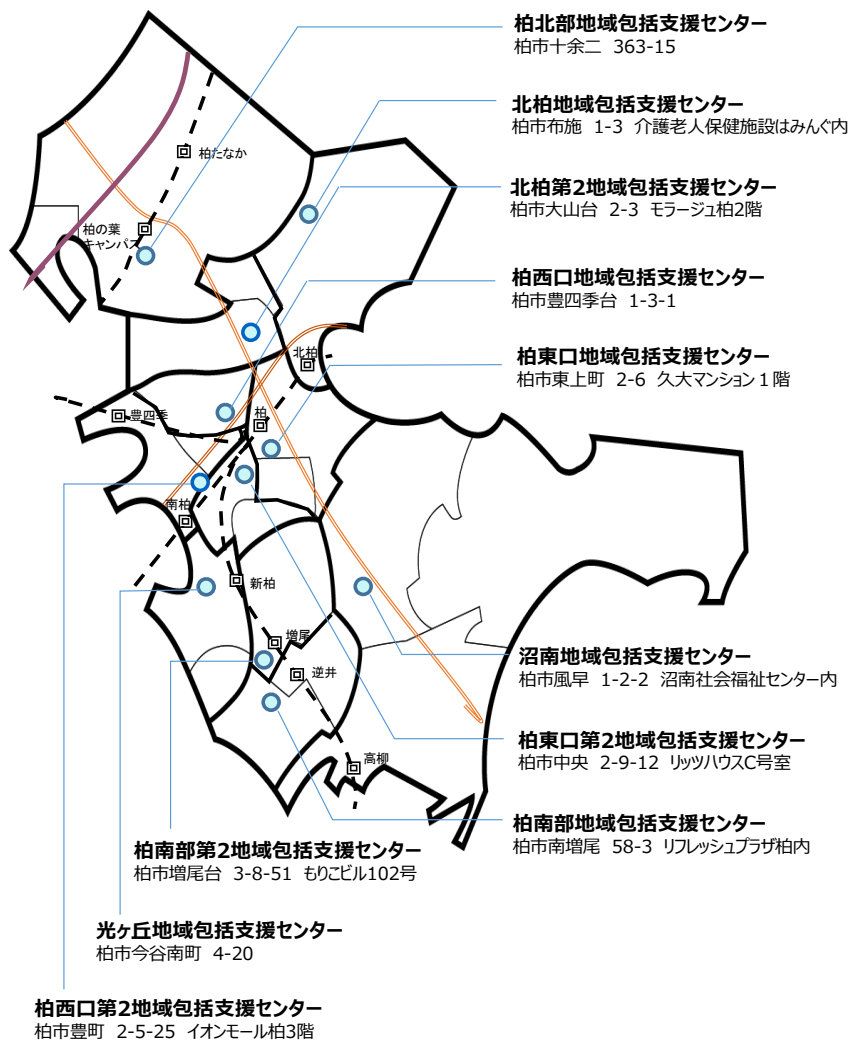 柏北部地域包括支援センター
柏市十余二 363-15
北柏地域包括支援センター
柏市布施 1-3 介護老人保健施設はみんぐ内
北柏第2地域包括支援センター
柏市大山台 2-3 モラージュ柏2階
柏西口地域包括支援センター
柏市豊四季台 1-3-1
柏東口地域包括支援センター
柏市東上町 2-6 久大マンション1階
柏たなか
柏の葉
キャンパス
北柏
豊四季
柏
南柏
新柏
増尾
逆井
高柳
沼南地域包括支援センター
柏市風早 1-2-2 沼南社会福祉センター内
柏東口第2地域包括支援センター
柏市中央 2-9-12 リッツハウスC号室
柏南部地域包括支援センター
柏市南増尾 58-3 リフレッシュプラザ柏内
柏南部第2地域包括支援センター
柏市増尾台 3-8-51 もりこビル102号
光ヶ丘地域包括支援センター
柏市今谷南町 4-20
柏西口第2地域包括支援センター
柏市豊町 2-5-25 イオンモール柏3階